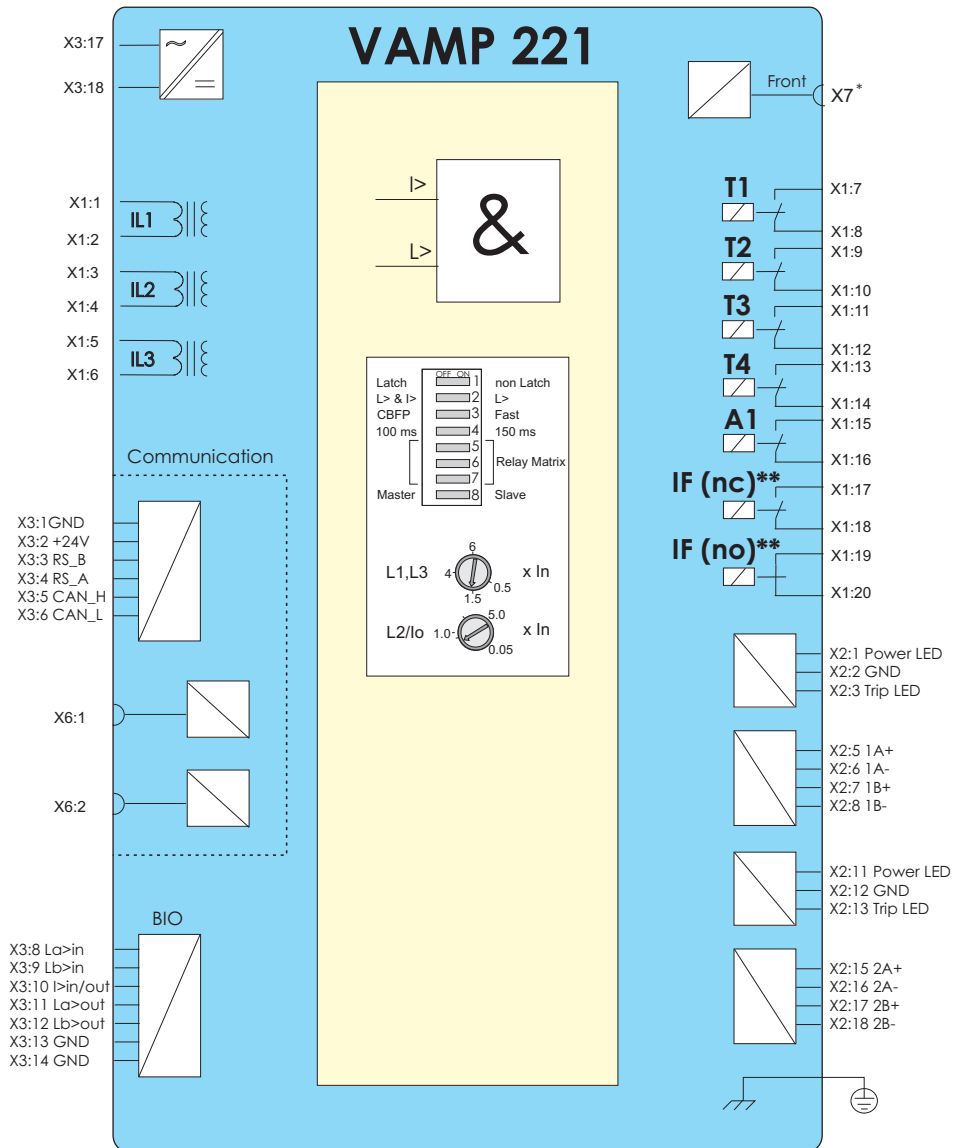 VAMP 221
X3:17
X3:18
Front
X7*
X1:1
IL1
X1:2
X1:3
IL2
X1:4
X1:5
IL3
X1:6
I>
L>
&
T1
X1:7
X1:8
T2
X1:9
X1:10
T3
X1:11
X1:12
T4
X1:13
X1:14
A1
X1:15
X1:16
IF (nc)**
X1:17
X1:18
IF (no)**
X1:19
X1:20
OFF ON
Latch 1 non Latch
L> & I> 2 L>
CBFP 3 Fast
100 ms 4 150 ms
5
6 Relay Matrix
7
Master 8 Slave
6
L1,L3 4 0.5 x In
1.5
5.0
L2/Io 1.0 x In
0.05
Communication
X3:1GND
X3:2 +24V
X3:3 RS_B
X3:4 RS_A
X3:5 CAN_H
X3:6 CAN_L
X6:1
X6:2
BIO
X3:8 La>in
X3:9 Lb>in
X3:10 I>in/out
X3:11 La>out
X3:12 Lb>out
X3:13 GND
X3:14 GND
X2:1 Power LED
X2:2 GND
X2:3 Trip LED
X2:5 1A+
X2:6 1A-
X2:7 1B+
X2:8 1B-
X2:11 Power LED
X2:12 GND
X2:13 Trip LED
X2:15 2A+
X2:16 2A-
X2:17 2B+
X2:18 2B-